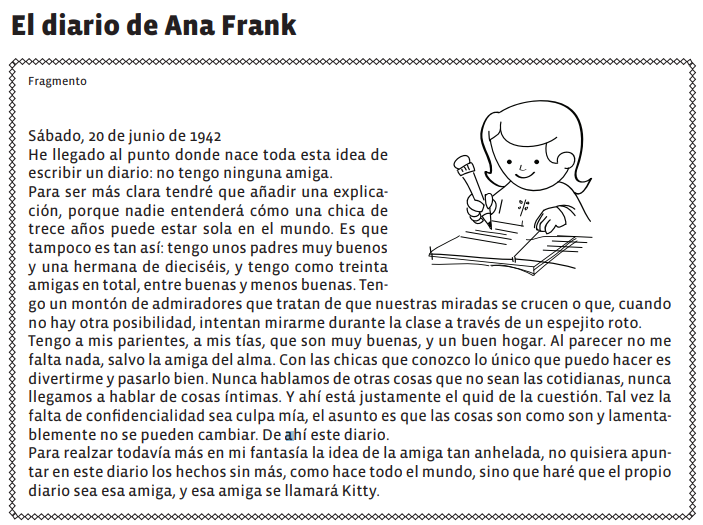 El diario de Ana Frank
Fragmento
Sábado, 20 de junio de 1942
He llegado al punto donde nace toda esta idea de
escribir un diario: no tengo ninguna amiga.
Para ser más clara tendré que añadir una explica-
ción, porque nadie entenderá cómo una chica de
trece años puede estar sola en el mundo. Es que
tampoco es tan así: tengo unos padres muy buenos
y una hermana de dieciséis, y tengo como treinta
amigas en total, entre buenas y menos buenas. Ten-
go un montón de admiradores que tratan de que nuestras miradas se crucen o que, cuando
no hay otra posibilidad, intentan mirarme durante la clase a través de un espejito roto.
Tengo a mis parientes, a mis tías, que son muy buenas, y un buen hogar. Al parecer no me
falta nada, salvo la amiga del alma. Con las chicas que conozco lo único que puedo hacer es
divertirme y pasarlo bien. Nunca hablamos de otras cosas que no sean las cotidianas, nunca
llegamos a hablar de cosas íntimas. Y ahí está justamente el quid de la cuestión. Tal vez la
falta de confidencialidad sea culpa mía, el asunto es que las cosas son como son y lamenta-
blemente no se pueden cambiar. De ahí este diario.
Para realzar todavía más en mi fantasía la idea de la amiga tan anhelada, no quisiera apun-
tar en este diario los hechos sin más, como hace todo el mundo, sino que haré que el propio
diario sea esa amiga, y esa amiga se llamará Kitty.